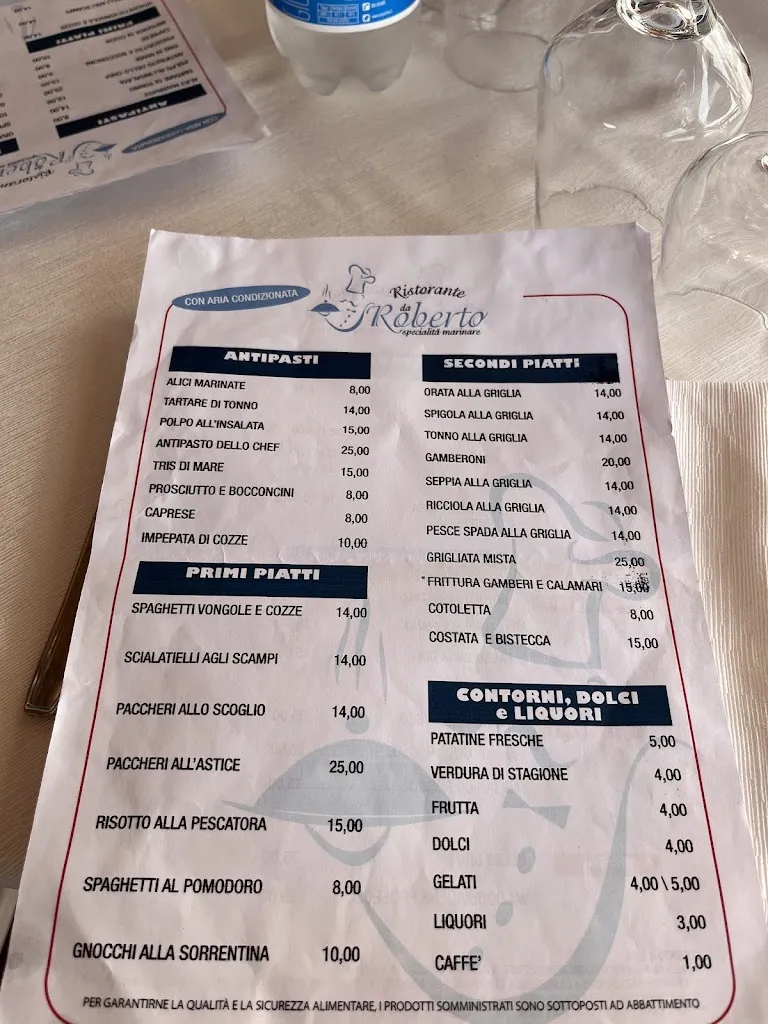 CON ARIA CONDIZIONATA
Ristorante
da
Roberto
specialità marinare
ANTIPASTI
ALICI MARINATE 8,00
TARTARE DI TONNO 14,00
POLPO ALL'INSALATA 15,00
ANTIPASTO DELLO CHEF 25,00
TRIS DI MARE 15,00
PROSCIUTTO E BOCCONCINI 8,00
CAPRESE 8,00
IMPEPATA DI COZZE 10,00
PRIMI PIATTI
SPAGHETTI VONGOLE E COZZE 14,00
SCIALATIELLI AGLI SCAMPI 14,00
PACCHERI ALLO SCOGLIO 14,00
PACCHERI ALL'ASTICE 25,00
RISOTTO ALLA PESCATORA 15,00
SPAGHETTI AL POMODORO 8,00
GNOCCHI ALLA SORRENTINA 10,00
SECONDI PIATTI
ORATA ALLA GRIGLIA 14,00
SPIGOLA ALLA GRIGLIA 14,00
TONNO ALLA GRIGLIA 14,00
GAMBERONI 20,00
SEPPIA ALLA GRIGLIA 14,00
RICCIOLA ALLA GRIGLIA 14,00
PESCE SPADA ALLA GRIGLIA 14,00
GRIGLIATA MISTA 25,00
*FRITTURA GAMBERI E CALAMARI 15,00
COTOLETTA 8,00
COSTATA E BISTECCA 15,00
CONTORNI, DOLCI
e LIQUORI
PATATINE FRESCHE 5,00
VERDURA DI STAGIONE 4,00
FRUTTA 4,00
DOLCI 4,00
GELATI 4,00 \ 5,00
LIQUORI 3,00
CAFFE' 1,00
PER GARANTIRNE LA QUALITÀ E LA SICUREZZA ALIMENTARE, I PRODOTTI SOMMINISTRATI SONO SOTTOPOSTI AD ABBATTIMENTO
CON ARIA CONDIZIONATA
Ristorante
ANTIPASTI
PRIMI PIATTI